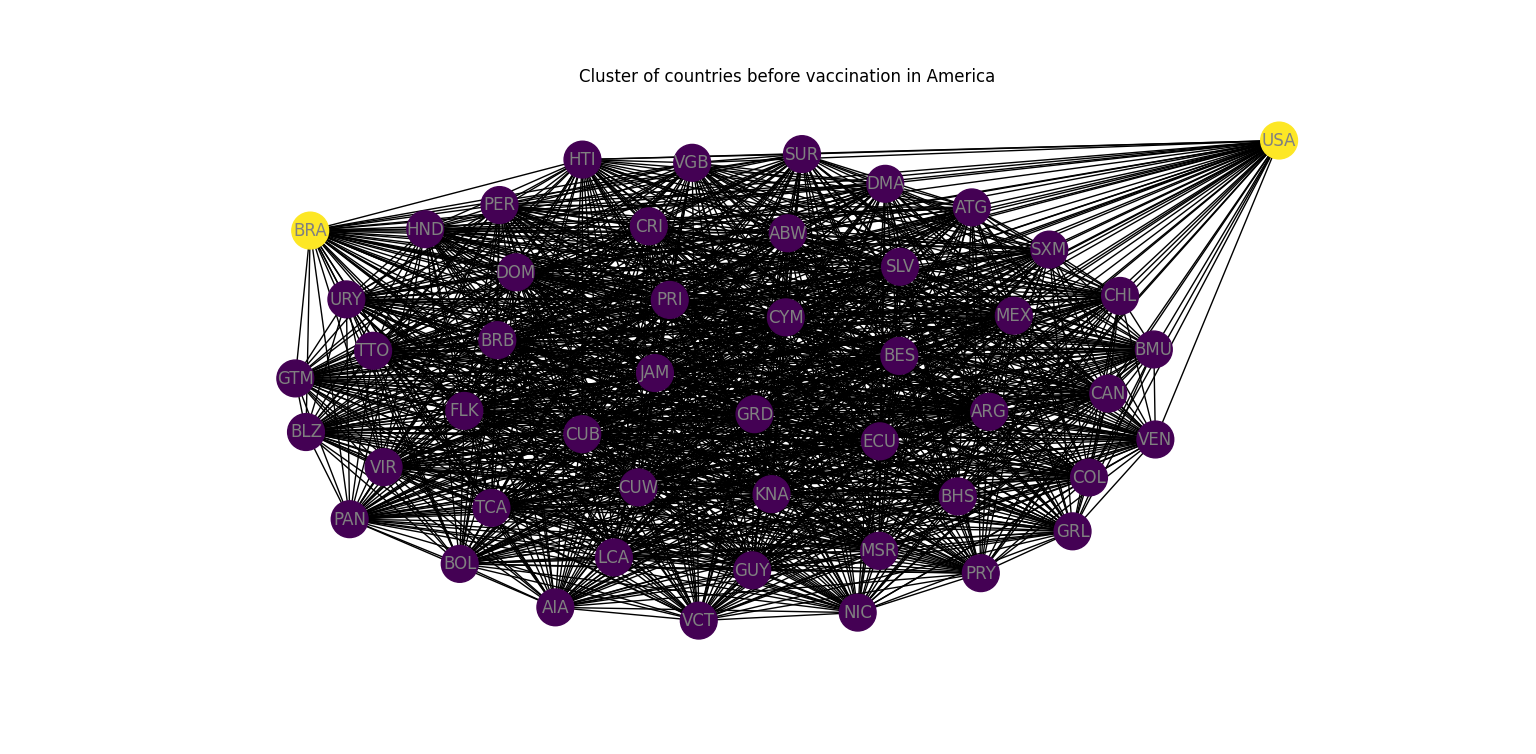 Cluster of countries before vaccination in America
USA
HTI
VGB
SUR
DMA
PER
ATG
BRA
HND
CRI
ABW
SXM
DOM
SLV
URY
PRI
CHL
CYM
MEX
TTO
BRB
BES
BMU
GTM
JAM
CAN
FLK
GRD
ARG
BLZ
CUB
ECU
VEN
VIR
COL
CUW
KNA
BHS
TCA
PAN
GRL
BOL
LCA
GUY
MSR
PRY
AIA
VCT
NIC